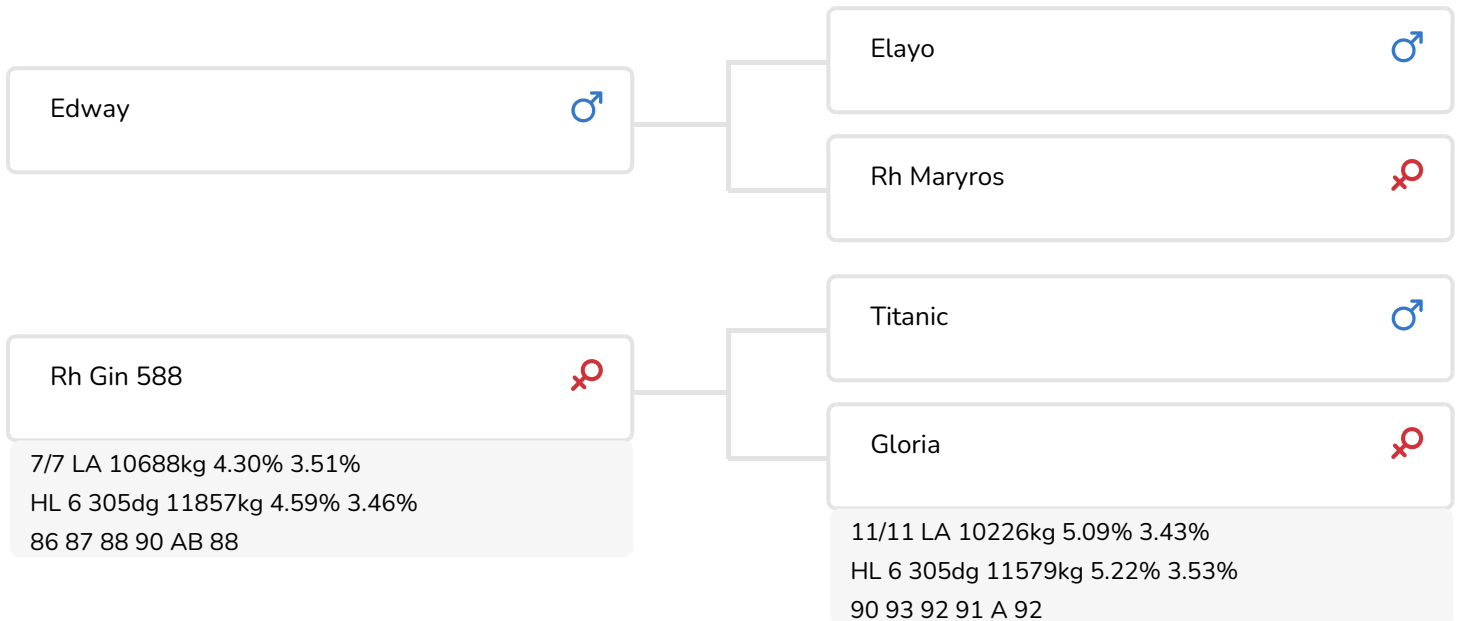 Elayo
Edway
Rh Maryros
Titanic
Rh Gin 588
Gloria
7/7 LA 10688kg 4.30% 3.51%
HL 6 305dg 11857kg 4.59% 3.46%
86 87 88 90 AB 88
11/11 LA 10226kg 5.09% 3.43%
HL 6 305dg 11579kg 5.22% 3.53%
90 93 92 91 A 92